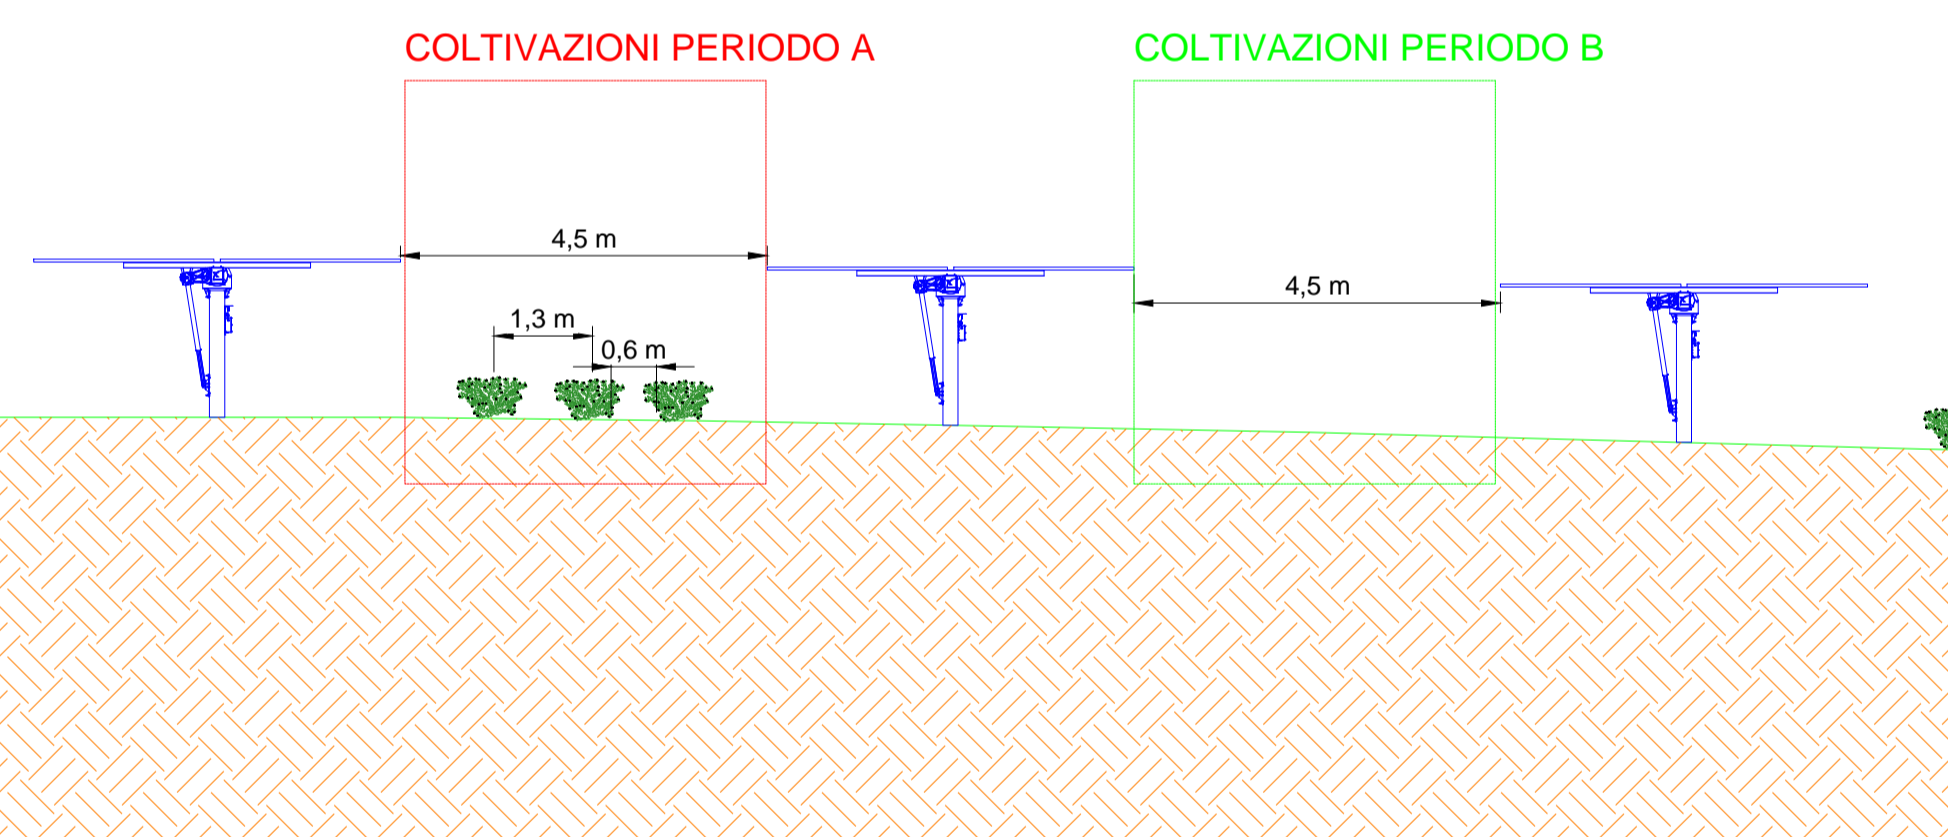 COLTIVAZIONI PERIODO A
COLTIVAZIONI PERIODO B
4,5 m
4,5 m
1,3 m
0,6 m